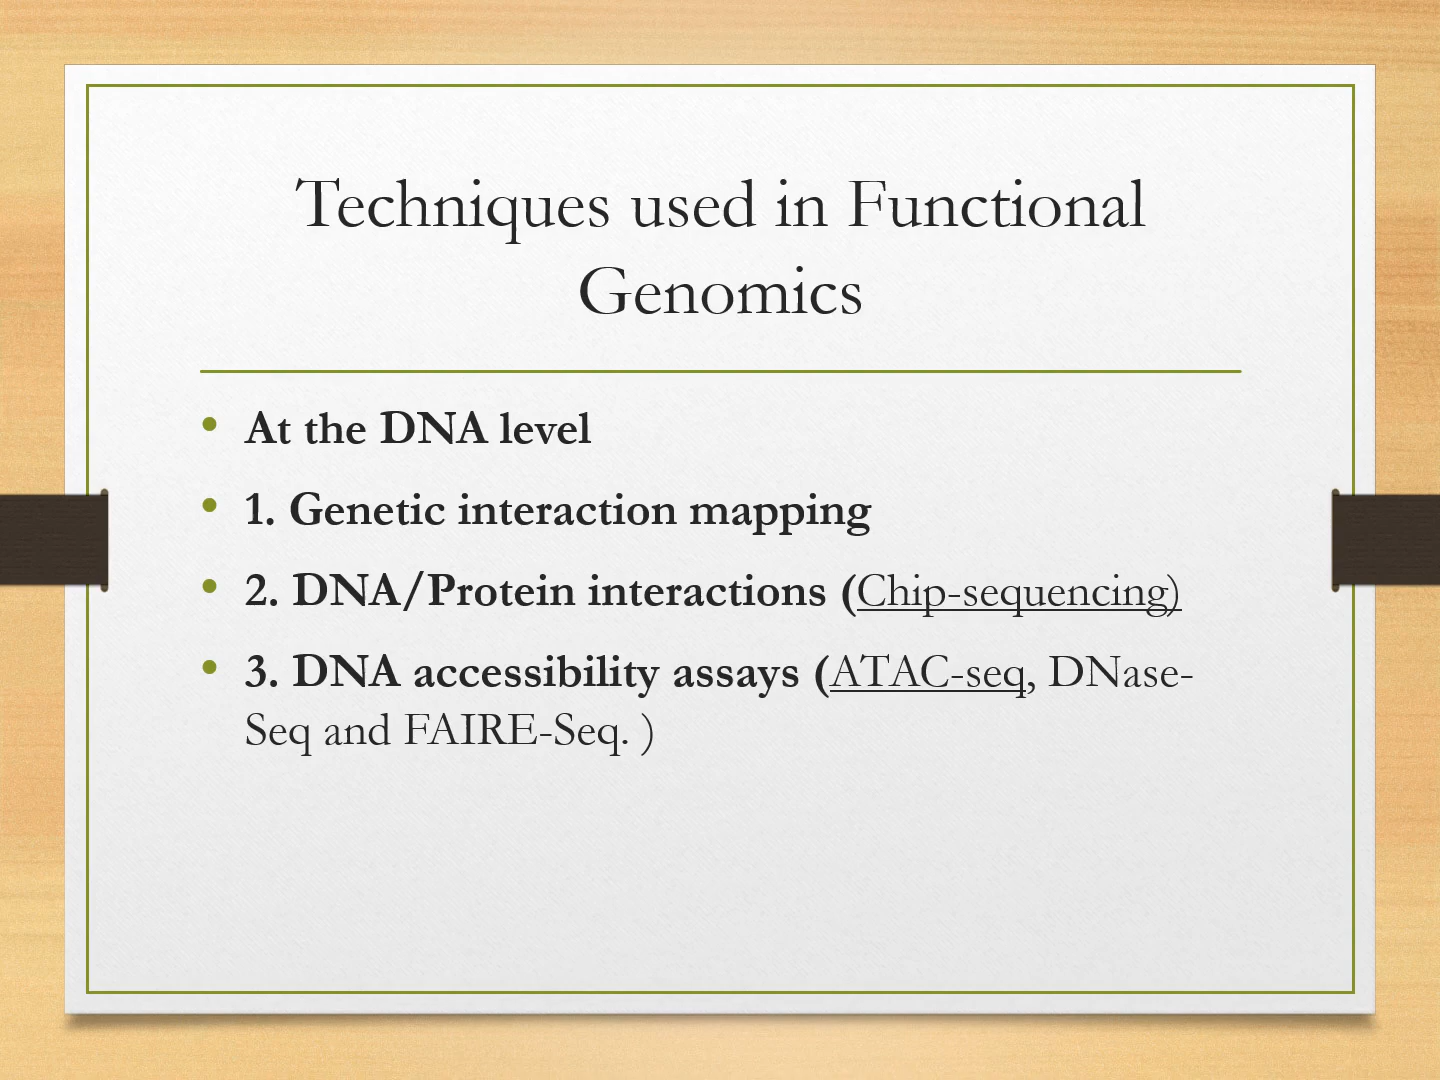 Techniques used in Functional
Genomics
• At the DNA level
• 1. Genetic interaction mapping
• 2. DNA/Protein interactions (Chip-sequencing)
• 3. DNA accessibility assays (ATAC-seq, DNase-
Seq and FAIRE-Seq. )